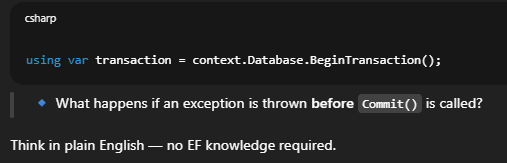 csharp
using var transaction = context.Database.BeginTransaction();
What happens if an exception is thrown before Commit() is called?
Think in plain English — no EF knowledge required.